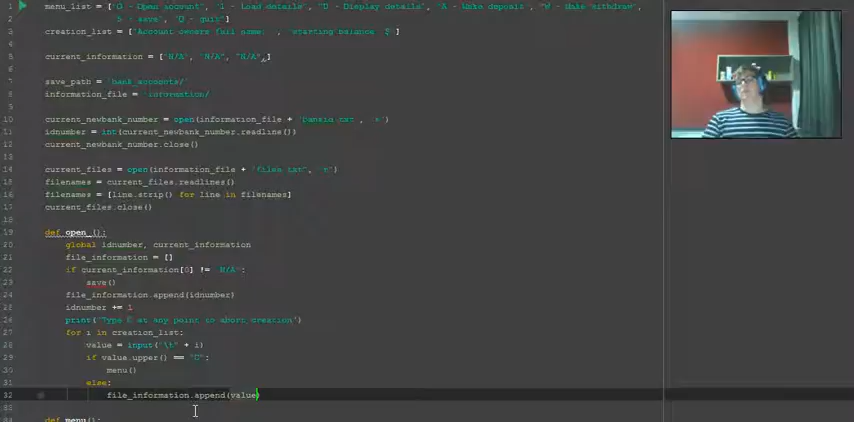 menu_list = ["O - Open account", "l - Load details", "D - Display details", "A - Make deposit", "W - Make withdraw",
S - save", "Q - quit"]
creation_list = ["Account owners full name: ", "starting balance: $"]
current_information = ["N/A", "N/A", "N/A",]
save_path = 'bank_accounts/'
information_file = 'information/'
current_newbank_number = open(information_file + 'bankid.txt', 'r')
idnumber = int(current_newbank_number.readline())
current_newbank_number.close()
current_files = open(information_file + "files.txt", "r")
filenames = current_files.readlines()
filenames = [line.strip() for line in filenames]
current_files.close()
def open_():
global idnumber, current_information
file_information = []
if current_information[0] != 'N/A':
save()
file_information.append(idnumber)
idnumber += 1
print("Type C at any point to abort creation")
for i in creation_list:
value = input("\t" + i)
if value.upper() == "C":
menu()
else:
file_information.append(value)
def menu():